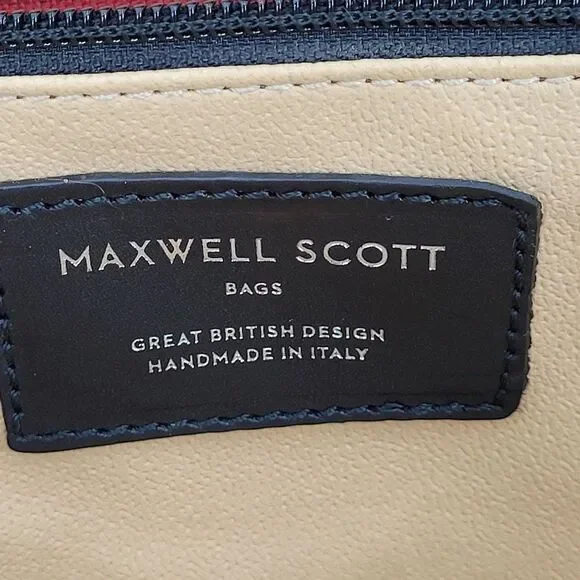 MAXWELL SCOTT
BAGS
GREAT BRITISH DESIGN
HANDMADE IN ITALY